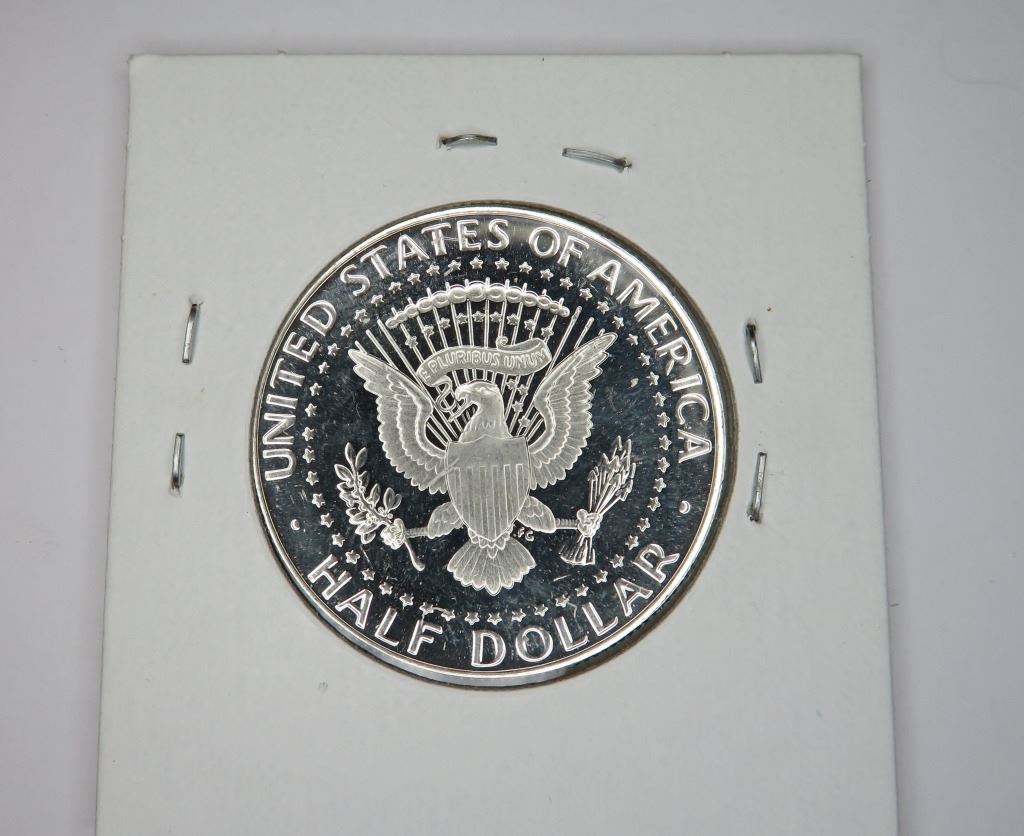 UNITED STATES OF AMERICA
E PLURIBUS UNUM
FG
HALF DOLLAR